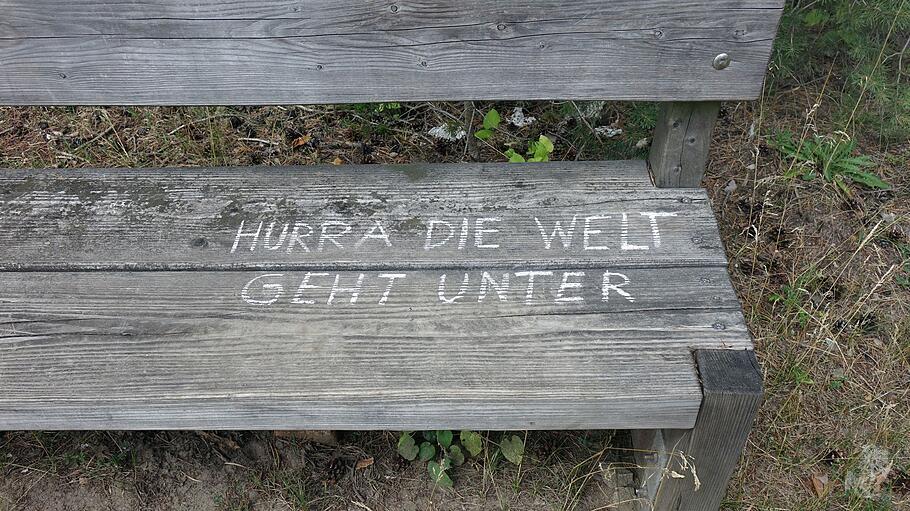 HURRA DIE WELT
GEHT UNTER